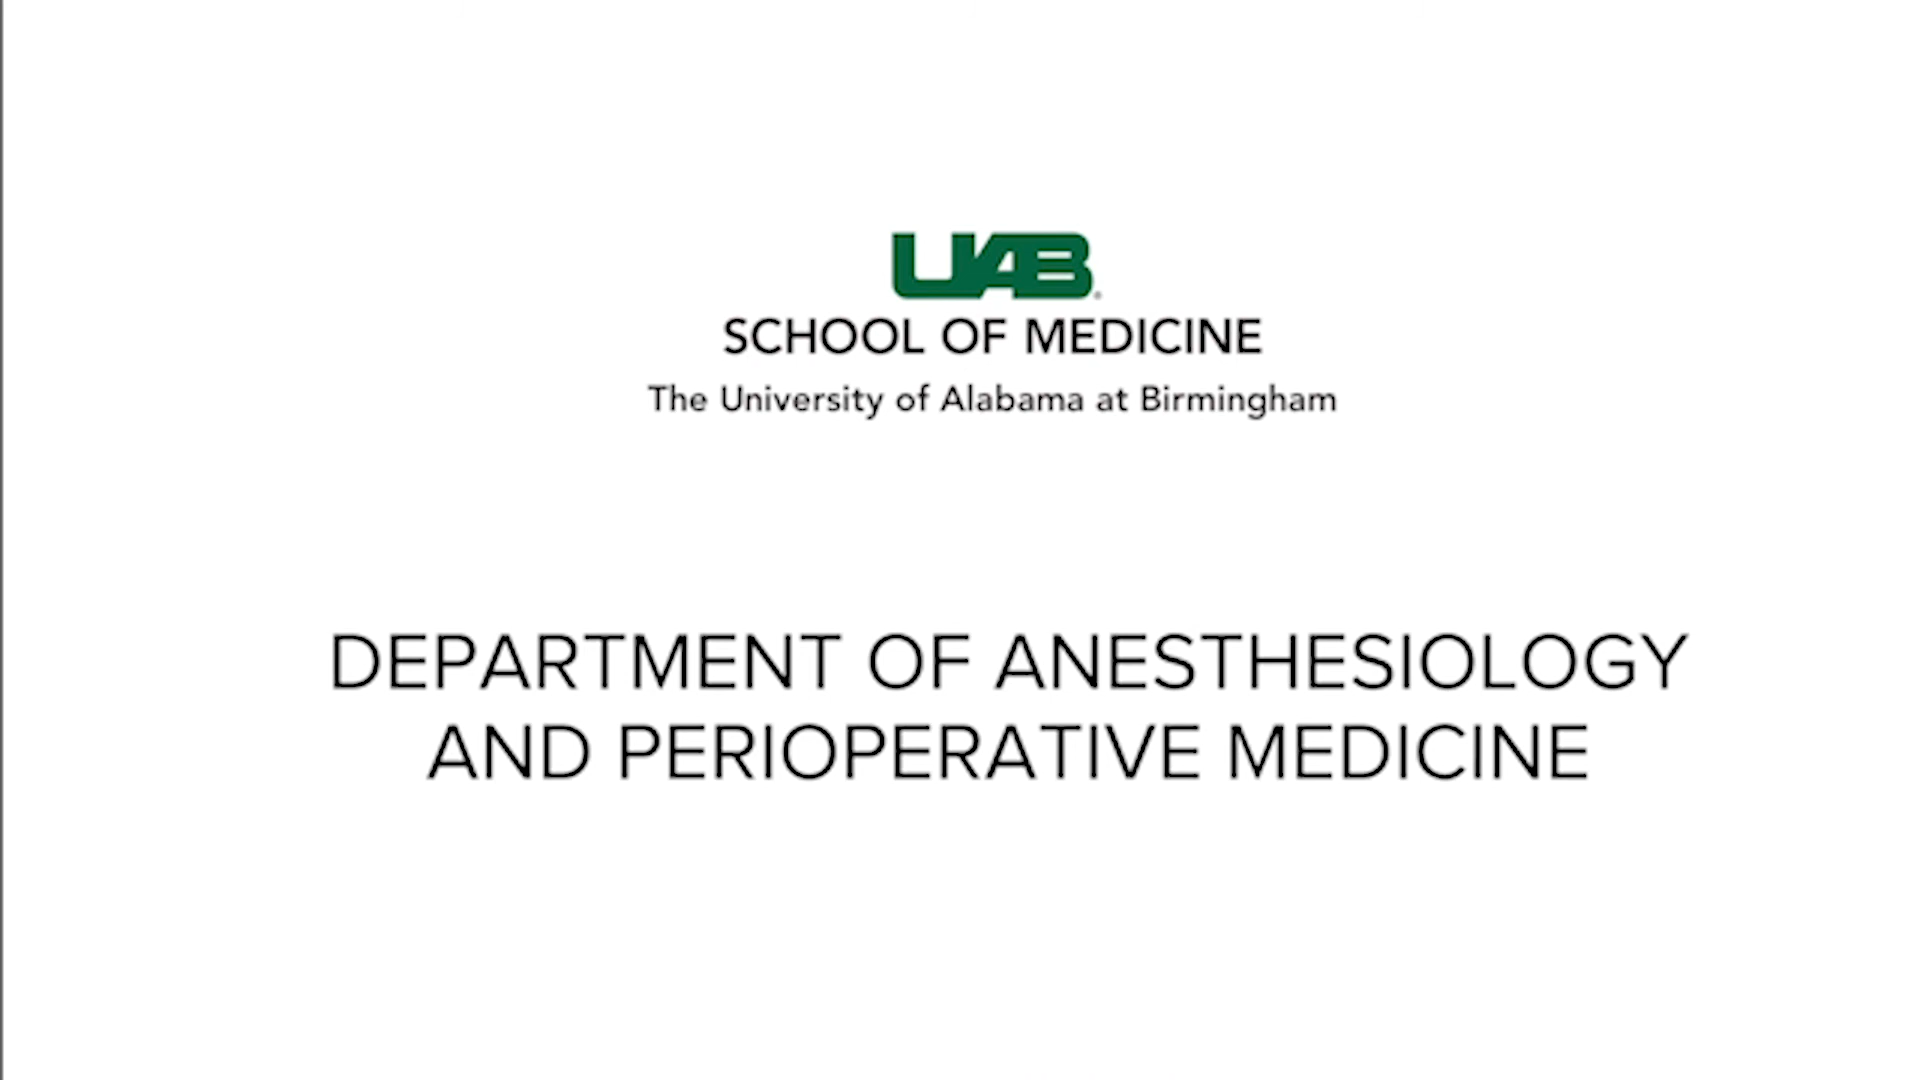 UAB
SCHOOL OF MEDICINE
The University of Alabama at Birmingham
DEPARTMENT OF ANESTHESIOLOGY
AND PERIOPERATIVE MEDICINE